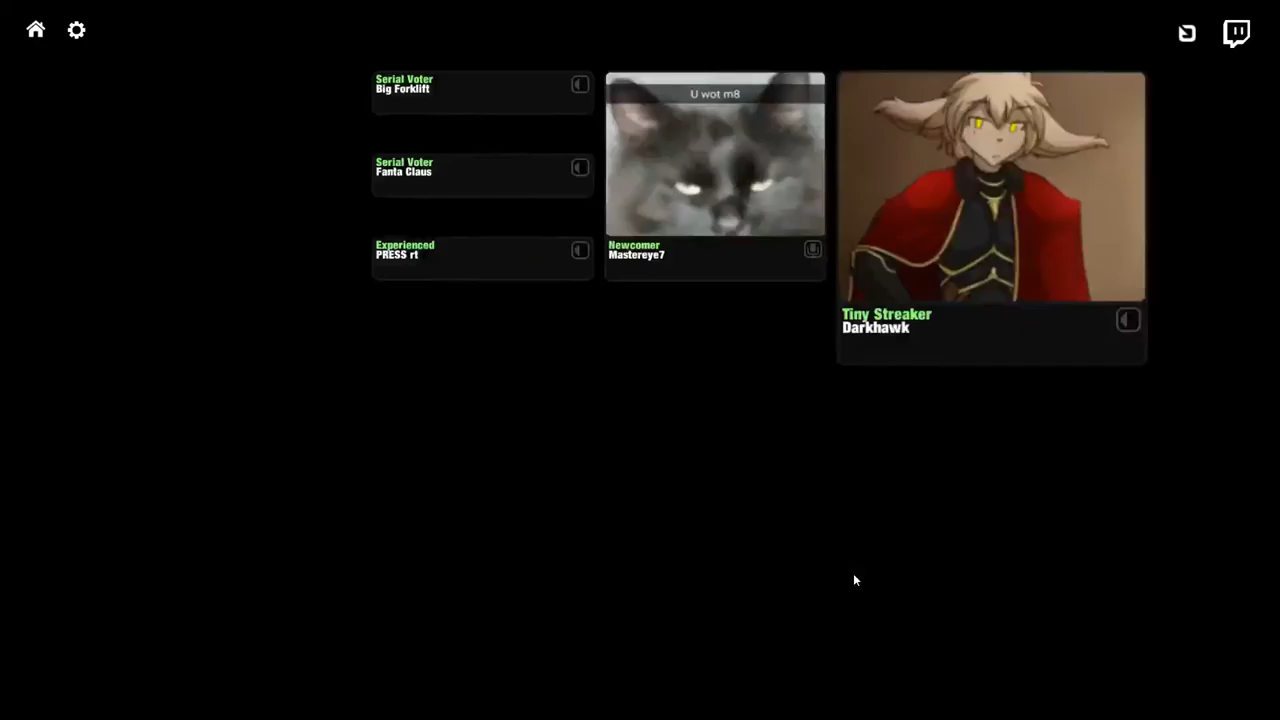 Serial Voter
Big Forklift
Serial Voter
Fanta Claus
Experienced
PRESS rt
U wot m8
Newcomer
Mastereye7
Tiny Streaker
Darkhawk